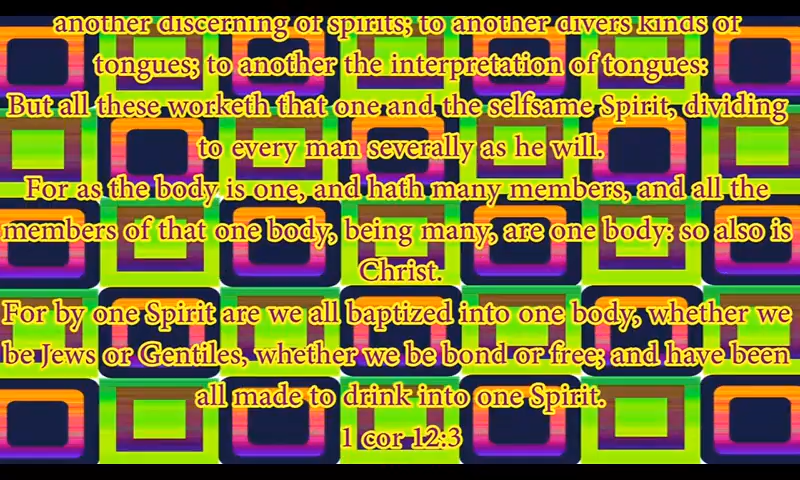 another discerning of spirits; to another divers kinds of
tongues; to another the interpretation of tongues:
But all these worketh that one and the selfsame Spirit, dividing
to every man severally as he will.
For as the body is one, and hath many members, and all the
members of that one body, being many, are one body: so also is
Christ.
For by one Spirit are we all baptized into one body, whether we
be Jews or Gentiles, whether we be bond or free; and have been
all made to drink into one Spirit.
1 cor 12:3